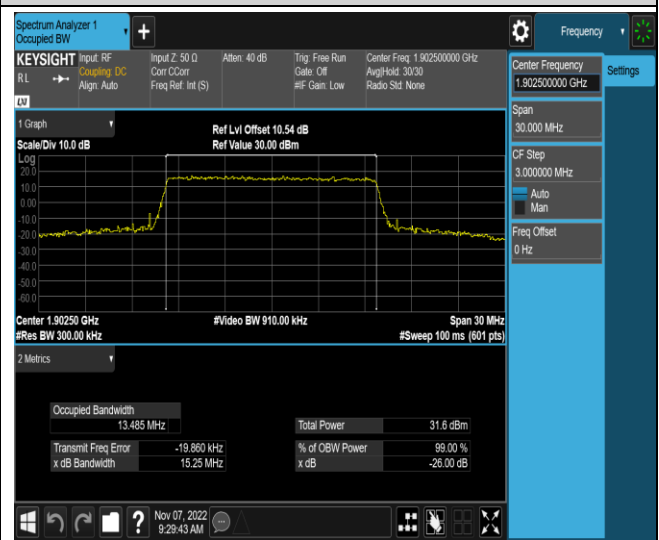 Spectrum Analyzer 1
Occupied BW
Frequency
KEYSIGHT
R L
LXI
Input: RF
Coupling: DC
Align: Auto
Input Z: 50 Ω
Corr CCorr
Freq Ref: Int (S)
Atten: 40 dB
Trig: Free Run
Gate: Off
#IF Gain: Low
Center Freq: 1.902500000 GHz
Avg|Hold: 30/30
Radio Std: None
Center Frequency
1.902500000 GHz
Settings
Span
30.000 MHz
CF Step
3.000000 MHz
Auto
Man
Freq Offset
0 Hz
1 Graph
Scale/Div 10.0 dB
Ref Lvl Offset 10.54 dB
Ref Value 30.00 dBm
Log
20.0
10.0
0.00
-10.0
-20.0
-30.0
-40.0
-50.0
-60.0
Center 1.90250 GHz
#Video BW 910.00 kHz
Span 30 MHz
#Res BW 300.00 kHz
#Sweep 100 ms (601 pts)
2 Metrics
Occupied Bandwidth
13.485 MHz
Total Power 31.6 dBm
Transmit Freq Error -19.860 kHz
% of OBW Power 99.00 %
x dB Bandwidth 15.25 MHz
x dB -26.00 dB
Nov 07, 2022
9:29:43 AM